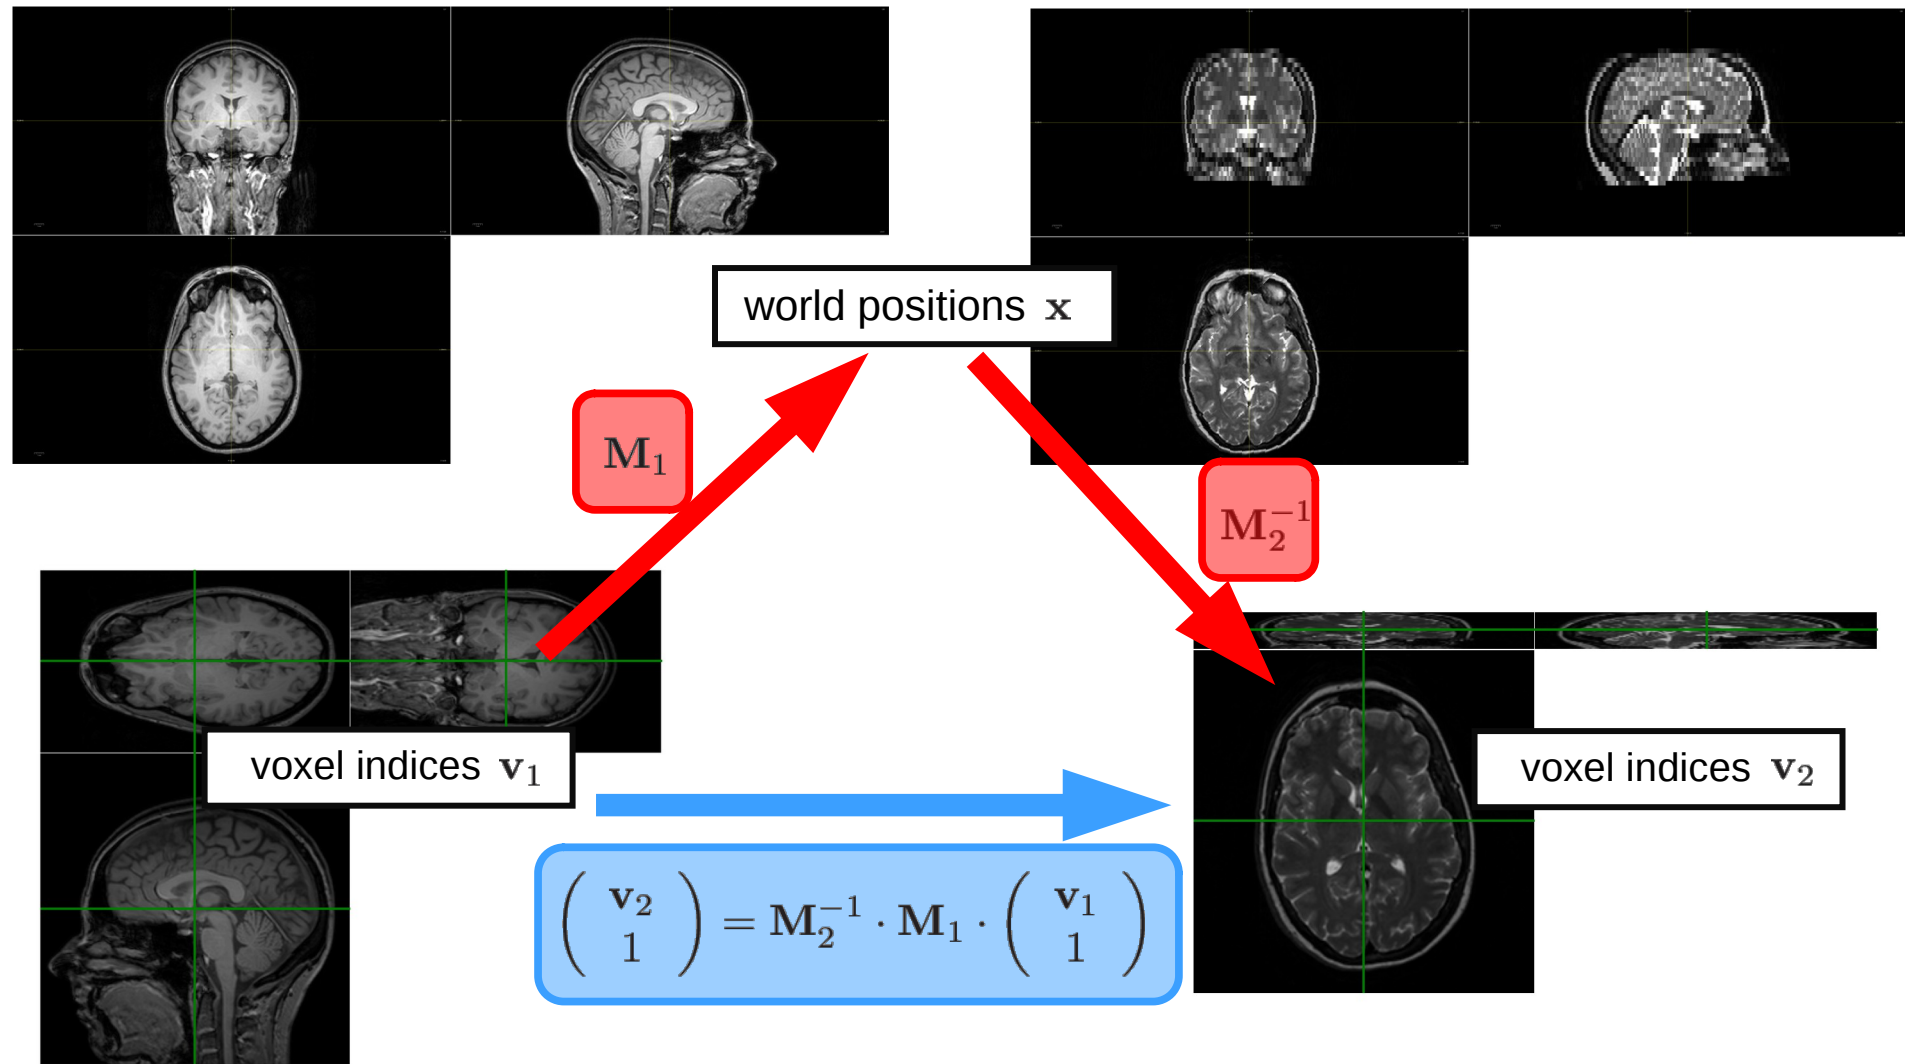 world positions x
M₁
M₂⁻¹
voxel indices v₁
voxel indices v₂
( v₂ 1 ) = M₂⁻¹ · M₁ · ( v₁ 1 )